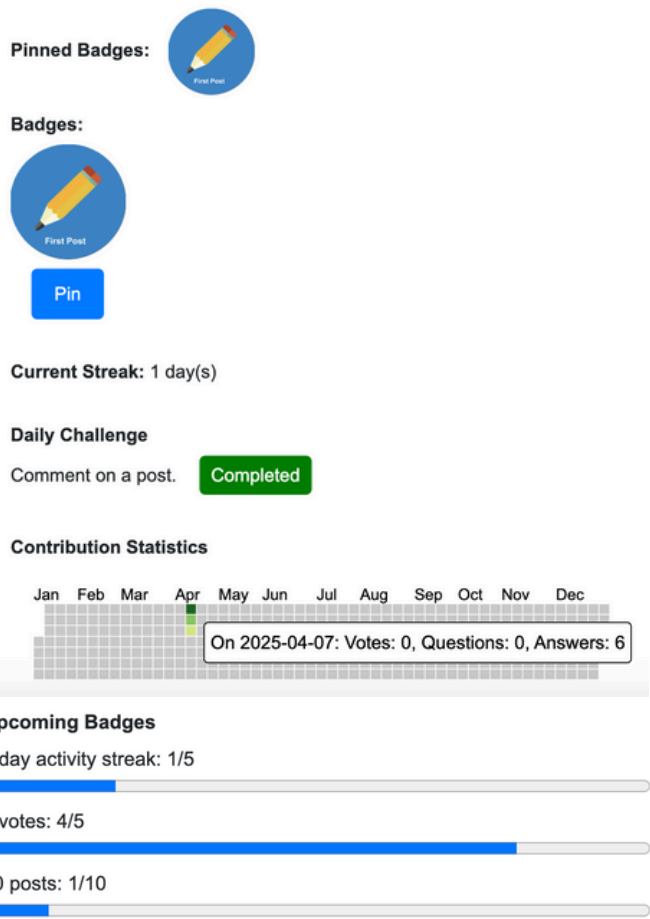 Pinned Badges:
First Post
Badges:
First Post
Pin
Current Streak: 1 day(s)
Daily Challenge
Comment on a post. Completed
Contribution Statistics
Jan Feb Mar Apr May Jun Jul Aug Sep Oct Nov Dec
On 2025-04-07: Votes: 0, Questions: 0, Answers: 6
pcoming Badges
day activity streak: 1/5
votes: 4/5
0 posts: 1/10